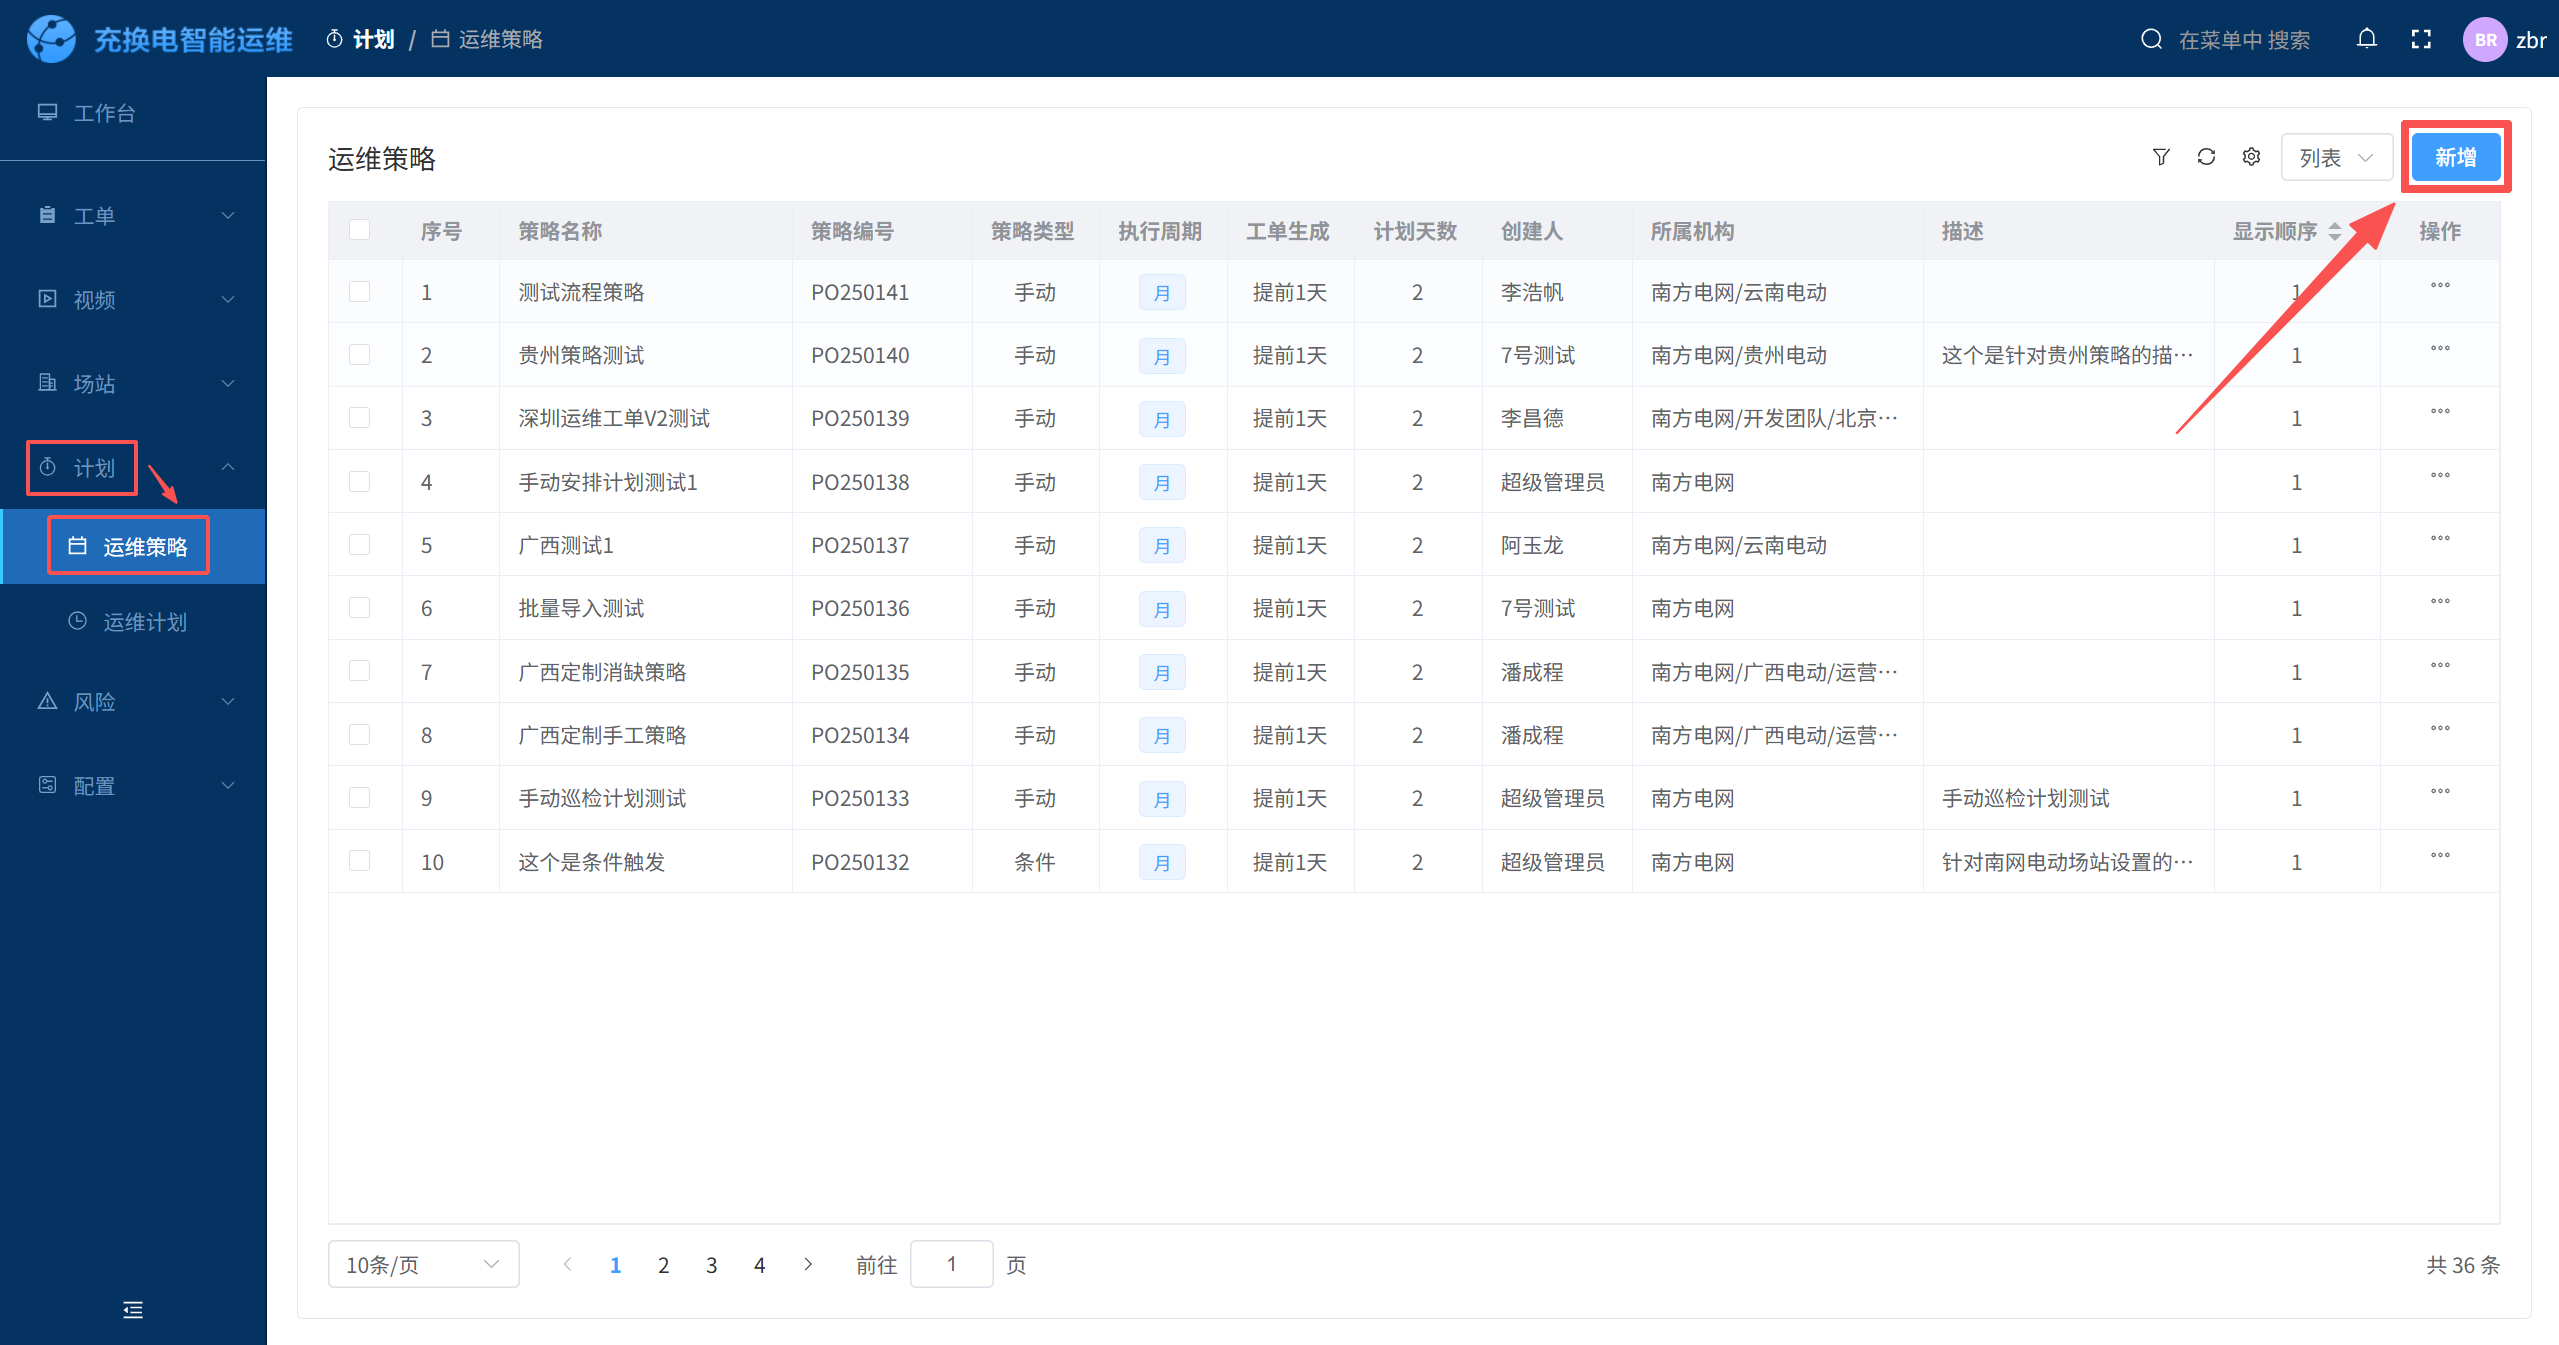 充换电智能运维
计划 / 运维策略
在菜单中 搜索
BR zbr
工作台
工单
视频
场站
计划
运维策略
运维计划
风险
配置
运维策略
列表
新增
序号 策略名称 策略编号 策略类型 执行周期 工单生成 计划天数 创建人 所属机构 描述 显示顺序 操作
1 测试流程策略 PO250141 手动 月 提前1天 2 李浩帆 南方电网/云南电动 1
2 贵州策略测试 PO250140 手动 月 提前1天 2 7号测试 南方电网/贵州电动 这个是针对贵州策略的描… 1
3 深圳运维工单V2测试 PO250139 手动 月 提前1天 2 李昌德 南方电网/开发团队/北京… 1
4 手动安排计划测试1 PO250138 手动 月 提前1天 2 超级管理员 南方电网 1
5 广西测试1 PO250137 手动 月 提前1天 2 阿玉龙 南方电网/云南电动 1
6 批量导入测试 PO250136 手动 月 提前1天 2 7号测试 南方电网 1
7 广西定制消缺策略 PO250135 手动 月 提前1天 2 潘成程 南方电网/广西电动/运营… 1
8 广西定制手工策略 PO250134 手动 月 提前1天 2 潘成程 南方电网/广西电动/运营… 1
9 手动巡检计划测试 PO250133 手动 月 提前1天 2 超级管理员 南方电网 手动巡检计划测试 1
10 这个是条件触发 PO250132 条件 月 提前1天 2 超级管理员 南方电网 针对南网电动场站设置的… 1
10条/页 1 2 3 4 前往 1 页 共 36 条